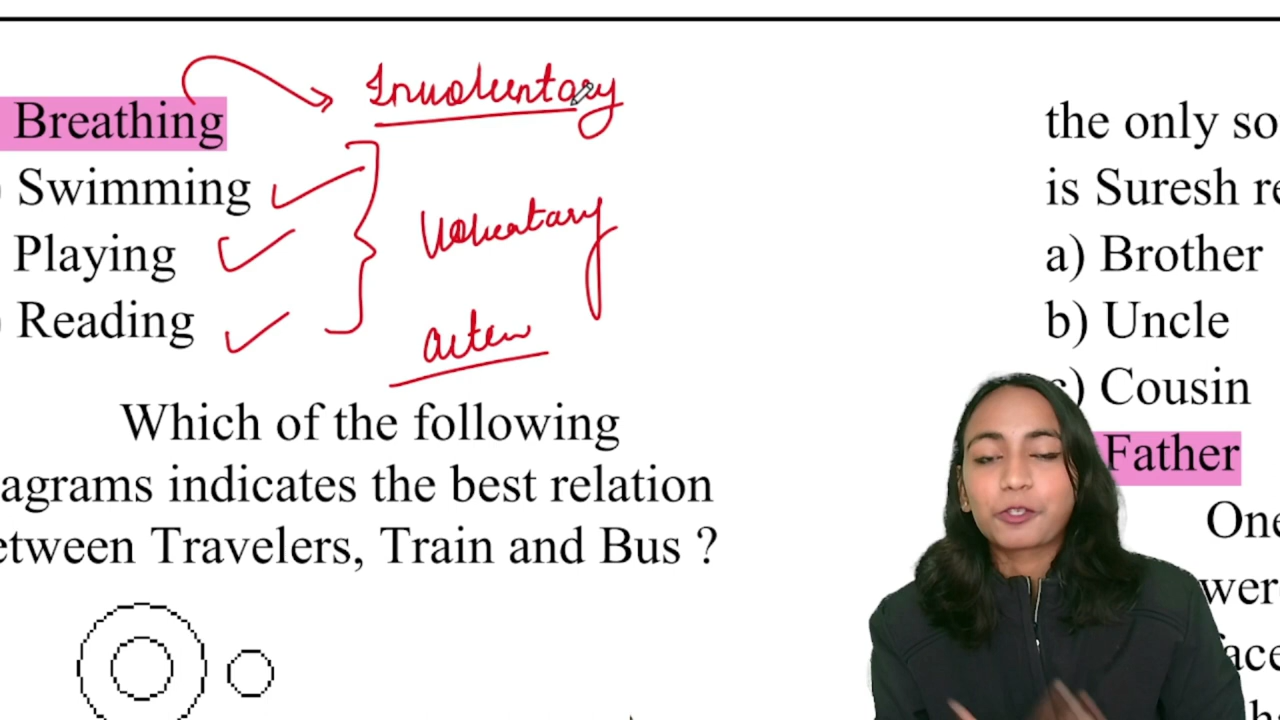 Breathing
Involuntary
Swimming
Playing
Reading
Voluntary
Which of the following
agrams indicates the best relation
etween Travelers, Train and Bus ?
the only so
is Suresh re
a) Brother
b) Uncle
c) Cousin
Father
One
were
face